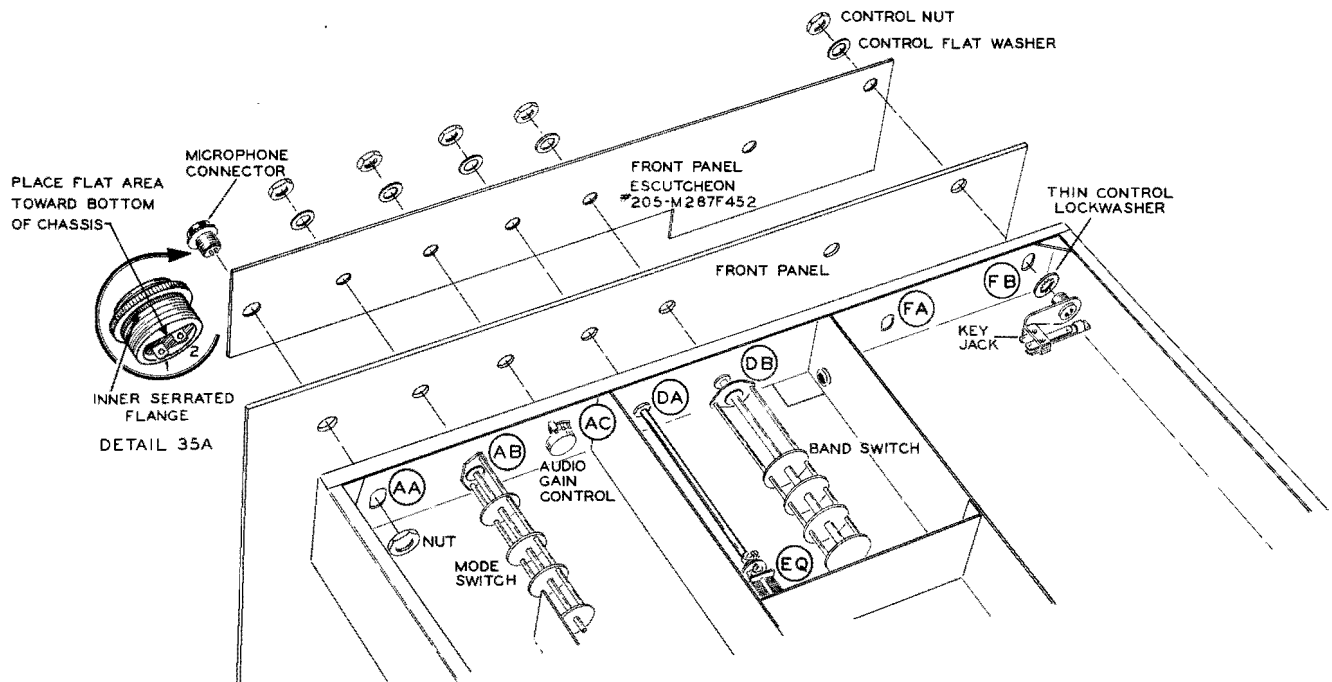 CONTROL NUT
CONTROL FLAT WASHER
MICROPHONE
CONNECTOR
PLACE FLAT AREA
TOWARD BOTTOM
OF CHASSIS
FRONT PANEL
ESCUTCHEON
#205-M287F452
THIN CONTROL
LOCKWASHER
FRONT PANEL
FB
FA
KEY
JACK
1
2
INNER SERRATED
FLANGE
DETAIL 35A
DB
DA
AC
AB
AUDIO
GAIN
CONTROL
BAND SWITCH
AA
NUT
MODE
SWITCH
EQ